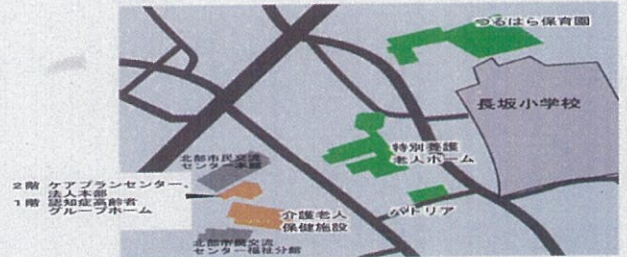 つるはら保育園
長坂小学校
特別養護
老人ホーム
北部市民交流
センター本館
2階 ケアプランセンター、
法人本部
1階 認知症高齢者
グループホーム
介護老人
保健施設
パトリア
北部市民交流
センター福祉分館